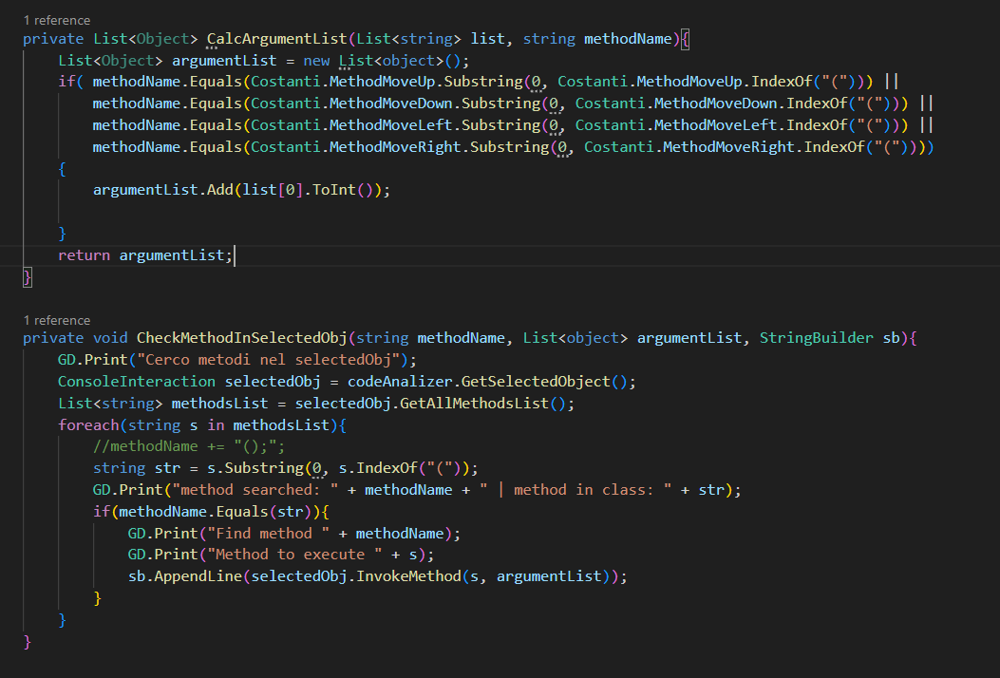 1 reference
private List<Object> CalcArgumentList(List<string> list, string methodName){
List<Object> argumentList = new List<object>();
if( methodName.Equals(Costanti.MethodMoveUp.Substring(0, Costanti.MethodMoveUp.IndexOf("("))) ||
methodName.Equals(Costanti.MethodMoveDown.Substring(0, Costanti.MethodMoveDown.IndexOf("("))) ||
methodName.Equals(Costanti.MethodMoveLeft.Substring(0, Costanti.MethodMoveLeft.IndexOf("("))) ||
methodName.Equals(Costanti.MethodMoveRight.Substring(0, Costanti.MethodMoveRight.IndexOf("("))))
{
argumentList.Add(list[0].ToInt());
}
return argumentList;
}
1 reference
private void CheckMethodInSelectedObj(string methodName, List<object> argumentList, StringBuilder sb){
GD.Print("Cerco metodi nel selectedObj");
ConsoleInteraction selectedObj = codeAnalizer.GetSelectedObject();
List<string> methodsList = selectedObj.GetAllMethodsList();
foreach(string s in methodsList){
//methodName += "();";
string str = s.Substring(0, s.IndexOf("("));
GD.Print("method searched: " + methodName + " | method in class: " + str);
if(methodName.Equals(str)){
GD.Print("Find method " + methodName);
GD.Print("Method to execute " + s);
sb.AppendLine(selectedObj.InvokeMethod(s, argumentList));
}
}
}